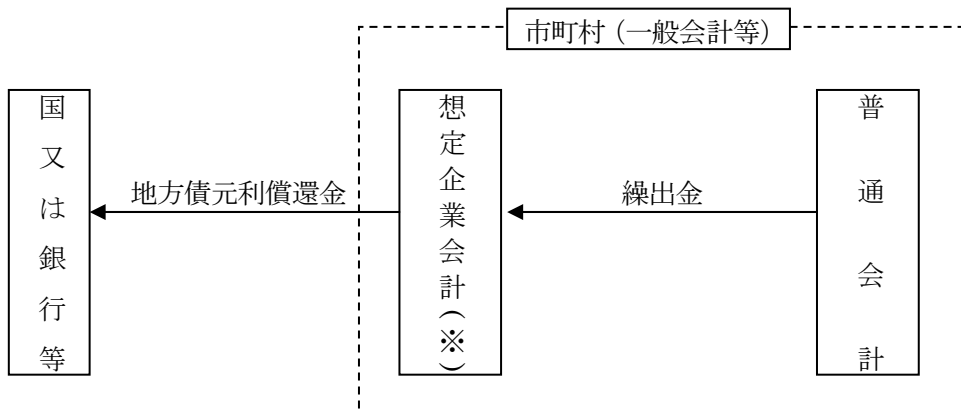 市町村（一般会計等）
国又は銀行等
地方債元利償還金
想定企業会計（※）
繰出金
普通会計